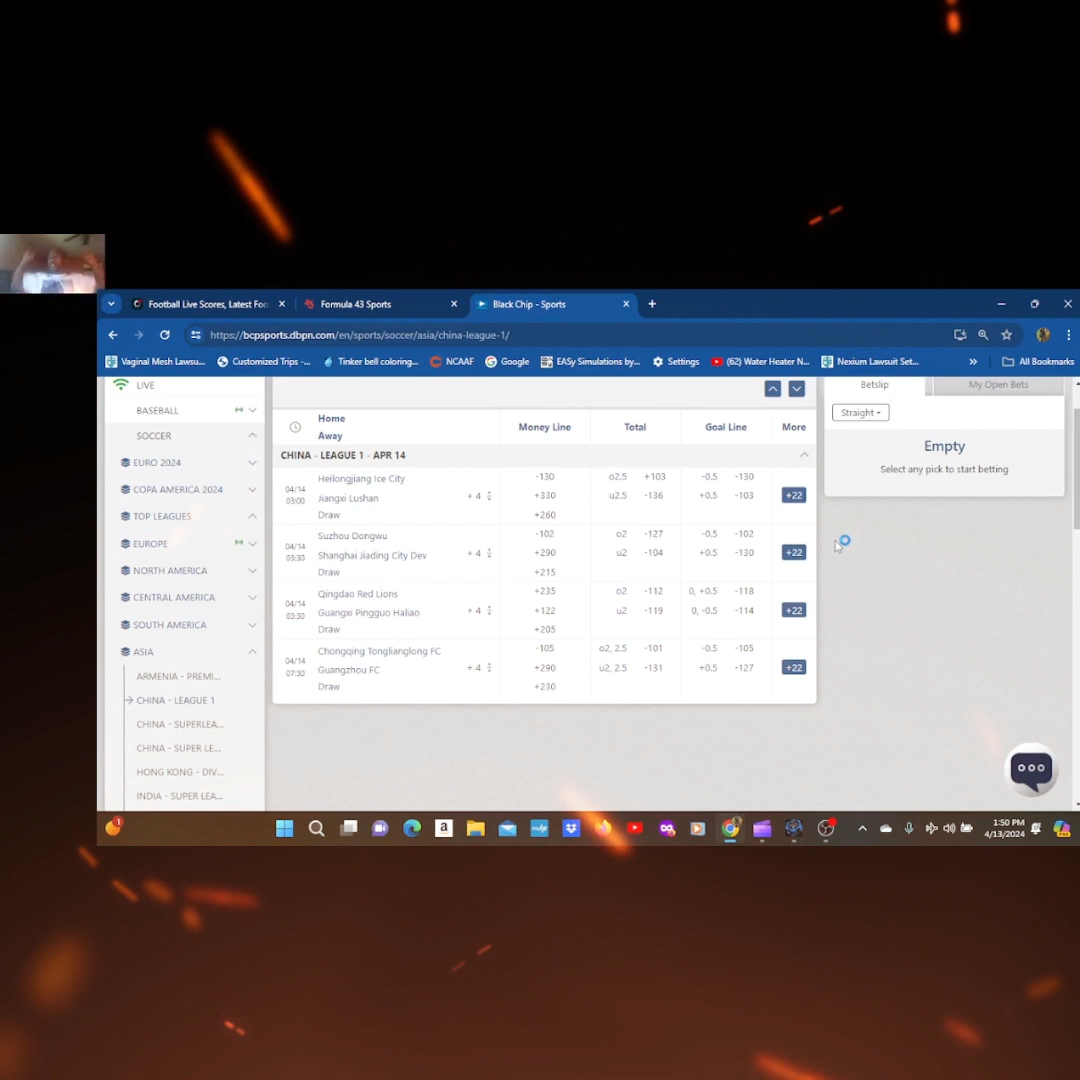 Football Live Scores, Latest Foo
Formula 43 Sports
Black Chip - Sports
https://bcpsports.dbpn.com/en/sports/soccer/asia/china-league-1/
Vaginal Mesh Lawsu... Customized Trips -... Tinker bell coloring... NCAAF Google EASy Simulations by... Settings (62) Water Heater N... Nexium Lawsuit Set... » All Bookmarks
LIVE
BASEBALL
SOCCER
EURO 2024
COPA AMERICA 2024
TOP LEAGUES
EUROPE
NORTH AMERICA
CENTRAL AMERICA
SOUTH AMERICA
ASIA
ARMENIA - PREMI...
CHINA - LEAGUE 1
CHINA - SUPERLEA...
CHINA - SUPER LE...
HONG KONG - DIV...
INDIA - SUPER LEA...
Home
Away
Money Line Total Goal Line More
CHINA - LEAGUE 1 - APR 14
Heilongjiang Ice City -130 o2.5 +103 -0.5 -130
04/14 03:00 Jiangxi Lushan + 4 +330 u2.5 -136 +0.5 -103 +22
Draw +260
Suzhou Dongwu -102 o2 -127 -0.5 -102
04/14 03:30 Shanghai Jiading City Dev + 4 +290 u2 -104 +0.5 -130 +22
Draw +215
Qingdao Red Lions +235 o2 -112 0, +0.5 -118
04/14 03:30 Guangxi Pingguo Haliao + 4 +122 u2 -119 0, -0.5 -114 +22
Draw +205
Chongqing Tonglianglong FC -105 o2, 2.5 -101 -0.5 -105
04/14 07:30 Guangzhou FC + 4 +290 u2, 2.5 -131 +0.5 -127 +22
Draw +230
Betslip My Open Bets
Straight
Empty
Select any pick to start betting
1:50 PM
4/13/2024